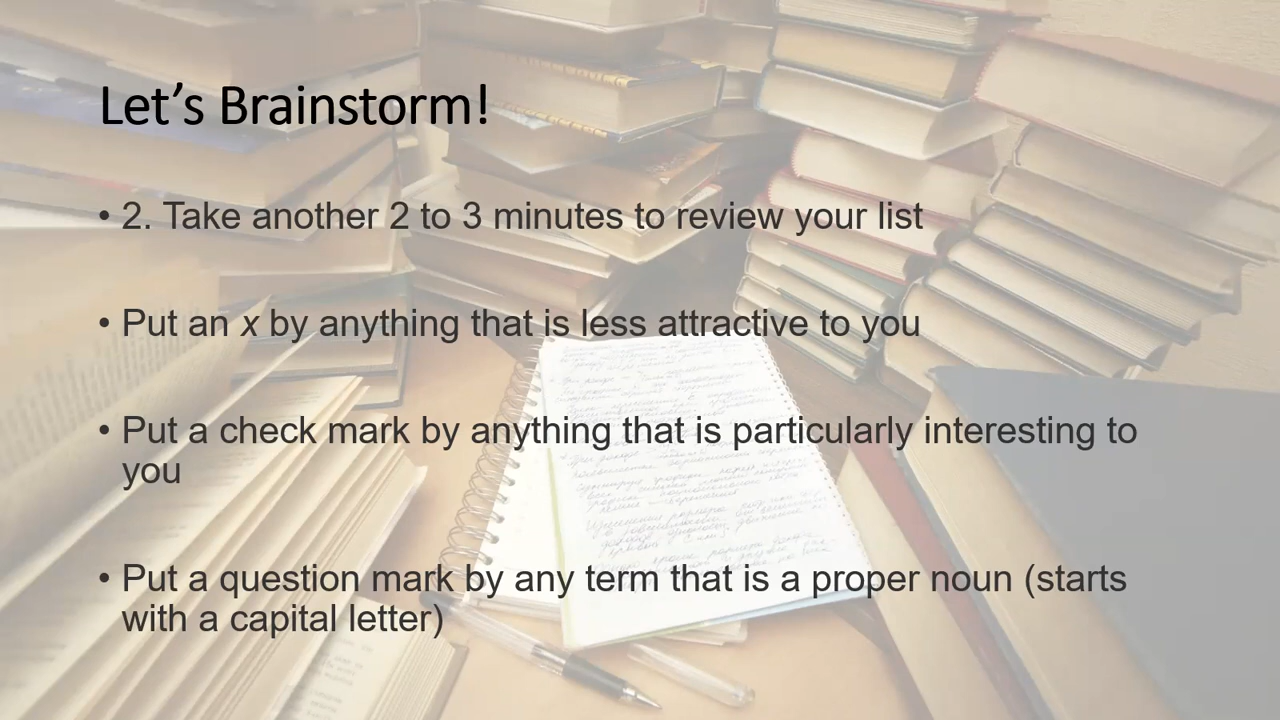 Let’s Brainstorm!
• 2. Take another 2 to 3 minutes to review your list
• Put an x by anything that is less attractive to you
• Put a check mark by anything that is particularly interesting to
you
• Put a question mark by any term that is a proper noun (starts
with a capital letter)